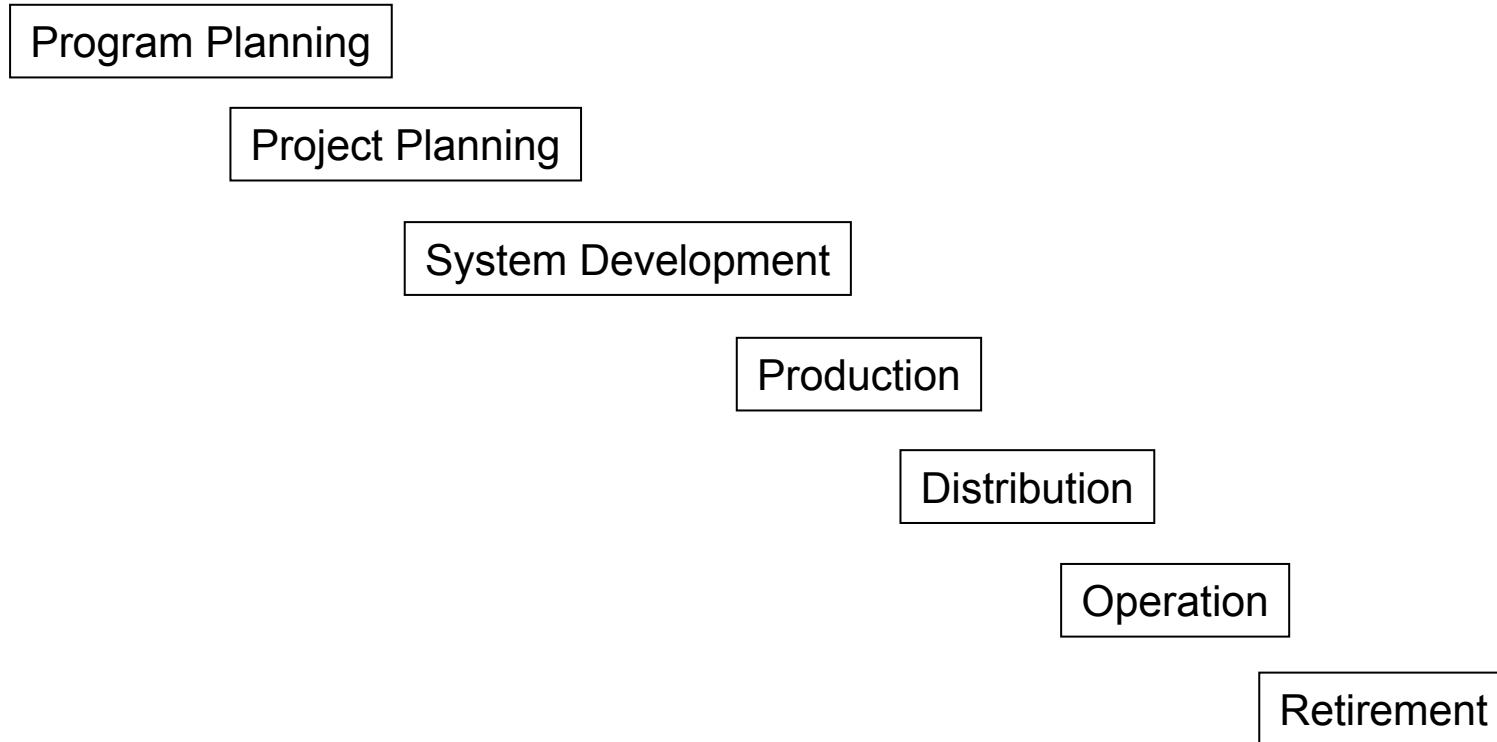 Program Planning
Project Planning
System Development
Production
Distribution
Operation
Retirement